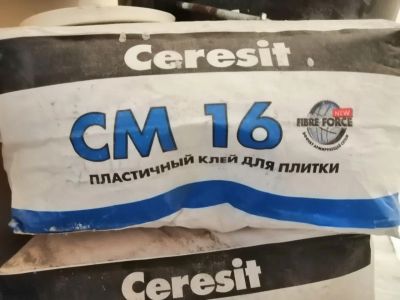 Ceresit
CM 16
NEW
FIBRE FORCE
ПЛАСТИЧНЫЙ КЛЕЙ ДЛЯ ПЛИТКИ
Ceresit